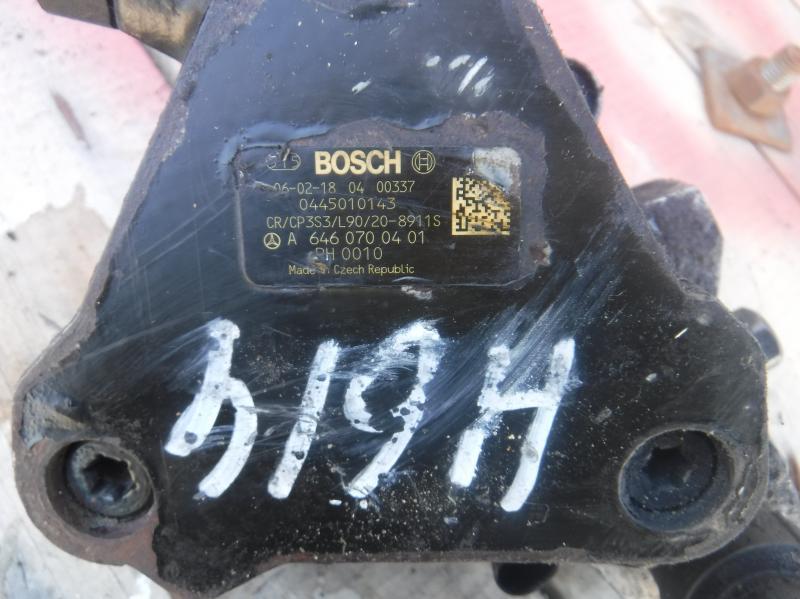 BOSCH
06-02-18 04 00337
0445010143
CR/CP3S3/L90/20-8911S
A 646 070 04 01
PH 0010
Made in Czech Republic